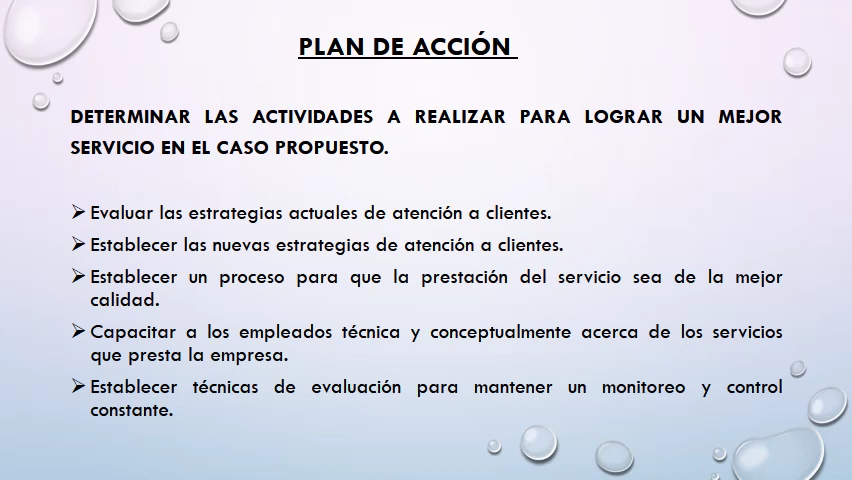 PLAN DE ACCIÓN
DETERMINAR LAS ACTIVIDADES A REALIZAR PARA LOGRAR UN MEJOR
SERVICIO EN EL CASO PROPUESTO.
➢ Evaluar las estrategias actuales de atención a clientes.
➢ Establecer las nuevas estrategias de atención a clientes.
➢ Establecer un proceso para que la prestación del servicio sea de la mejor
calidad.
➢ Capacitar a los empleados técnica y conceptualmente acerca de los servicios
que presta la empresa.
➢ Establecer técnicas de evaluación para mantener un monitoreo y control
constante.